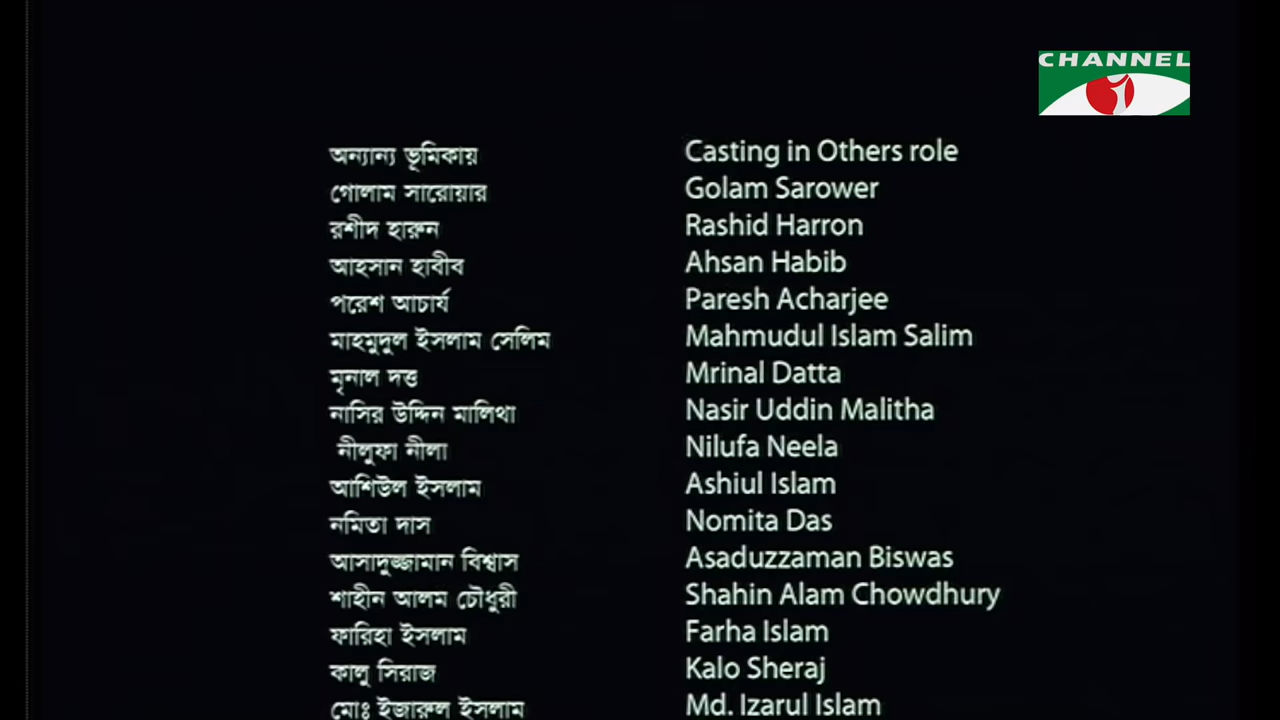 CHANNEL i
অন্যান্য ভূমিকায় Casting in Others role
গোলাম সারোয়ার Golam Sarower
রশীদ হারুন Rashid Harron
আহসান হাবীব Ahsan Habib
পরেশ আচার্য Paresh Acharjee
মাহমুদুল ইসলাম সেলিম Mahmudul Islam Salim
মৃনাল দত্ত Mrinal Datta
নাসির উদ্দিন মালিথা Nasir Uddin Malitha
নীলুফা নীলা Nilufa Neela
আশিউল ইসলাম Ashiul Islam
নমিতা দাস Nomita Das
আসাদুজ্জামান বিশ্বাস Asaduzzaman Biswas
শাহীন আলম চৌধুরী Shahin Alam Chowdhury
ফারিহা ইসলাম Farha Islam
কালু সিরাজ Kalo Sheraj
মোঃ ইজারুল ইসলাম Md. Izarul Islam